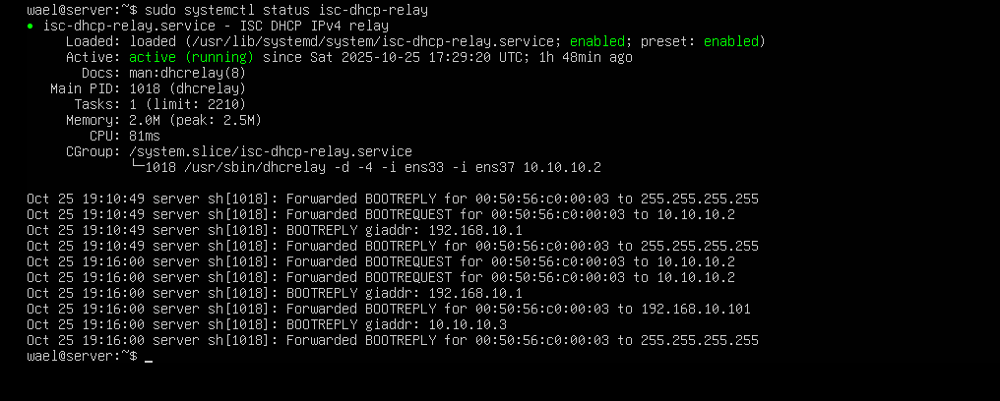 wael@server:~$ sudo systemctl status isc-dhcp-relay
● isc-dhcp-relay.service - ISC DHCP IPv4 relay
     Loaded: loaded (/usr/lib/systemd/system/isc-dhcp-relay.service; enabled; preset: enabled)
     Active: active (running) since Sat 2025-10-25 17:29:20 UTC; 1h 48min ago
       Docs: man:dhcrelay(8)
   Main PID: 1018 (dhcrelay)
      Tasks: 1 (limit: 2210)
     Memory: 2.0M (peak: 2.5M)
        CPU: 81ms
     CGroup: /system.slice/isc-dhcp-relay.service
             └─1018 /usr/sbin/dhcrelay -d -4 -i ens33 -i ens37 10.10.10.2

Oct 25 19:10:49 server sh[1018]: Forwarded BOOTREPLY for 00:50:56:c0:00:03 to 255.255.255.255
Oct 25 19:10:49 server sh[1018]: Forwarded BOOTREQUEST for 00:50:56:c0:00:03 to 10.10.10.2
Oct 25 19:10:49 server sh[1018]: BOOTREPLY giaddr: 192.168.10.1
Oct 25 19:10:49 server sh[1018]: Forwarded BOOTREPLY for 00:50:56:c0:00:03 to 255.255.255.255
Oct 25 19:16:00 server sh[1018]: Forwarded BOOTREQUEST for 00:50:56:c0:00:03 to 10.10.10.2
Oct 25 19:16:00 server sh[1018]: Forwarded BOOTREQUEST for 00:50:56:c0:00:03 to 10.10.10.2
Oct 25 19:16:00 server sh[1018]: BOOTREPLY giaddr: 192.168.10.1
Oct 25 19:16:00 server sh[1018]: Forwarded BOOTREPLY for 00:50:56:c0:00:03 to 192.168.10.101
Oct 25 19:16:00 server sh[1018]: BOOTREPLY giaddr: 10.10.10.3
Oct 25 19:16:00 server sh[1018]: Forwarded BOOTREPLY for 00:50:56:c0:00:03 to 255.255.255.255
wael@server:~$ _